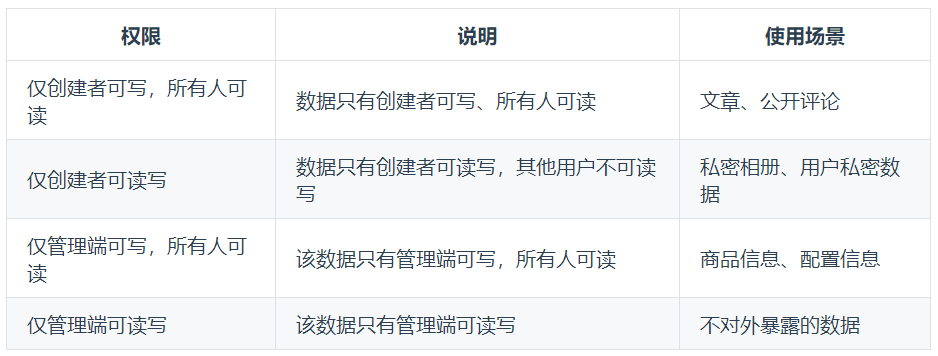 权限
说明
使用场景
仅创建者可写，所有人可
读
数据只有创建者可写、所有人可读
文章、公开评论
仅创建者可读写
数据只有创建者可读写，其他用户不可读
写
私密相册、用户私密数
据
仅管理端可写，所有人可
读
该数据只有管理端可写，所有人可读
商品信息、配置信息
仅管理端可读写
该数据只有管理端可读写
不对外暴露的数据